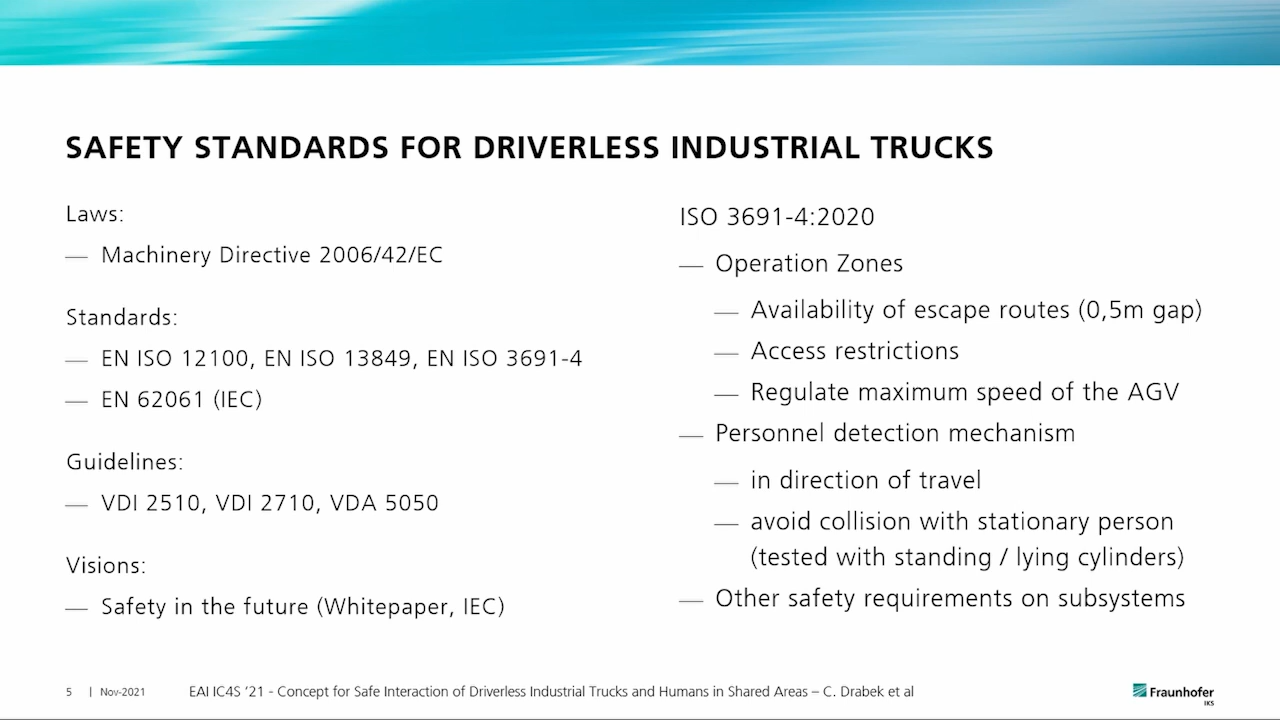 SAFETY STANDARDS FOR DRIVERLESS INDUSTRIAL TRUCKS
Laws:
— Machinery Directive 2006/42/EC
Standards:
— EN ISO 12100, EN ISO 13849, EN ISO 3691-4
— EN 62061 (IEC)
Guidelines:
— VDI 2510, VDI 2710, VDA 5050
Visions:
— Safety in the future (Whitepaper, IEC)
ISO 3691-4:2020
— Operation Zones
— Availability of escape routes (0,5m gap)
— Access restrictions
— Regulate maximum speed of the AGV
— Personnel detection mechanism
— in direction of travel
— avoid collision with stationary person
(tested with standing / lying cylinders)
— Other safety requirements on subsystems
5 | Nov-2021 EAI IC4S ‘21 - Concept for Safe Interaction of Driverless Industrial Trucks and Humans in Shared Areas – C. Drabek et al
Fraunhofer
IKS